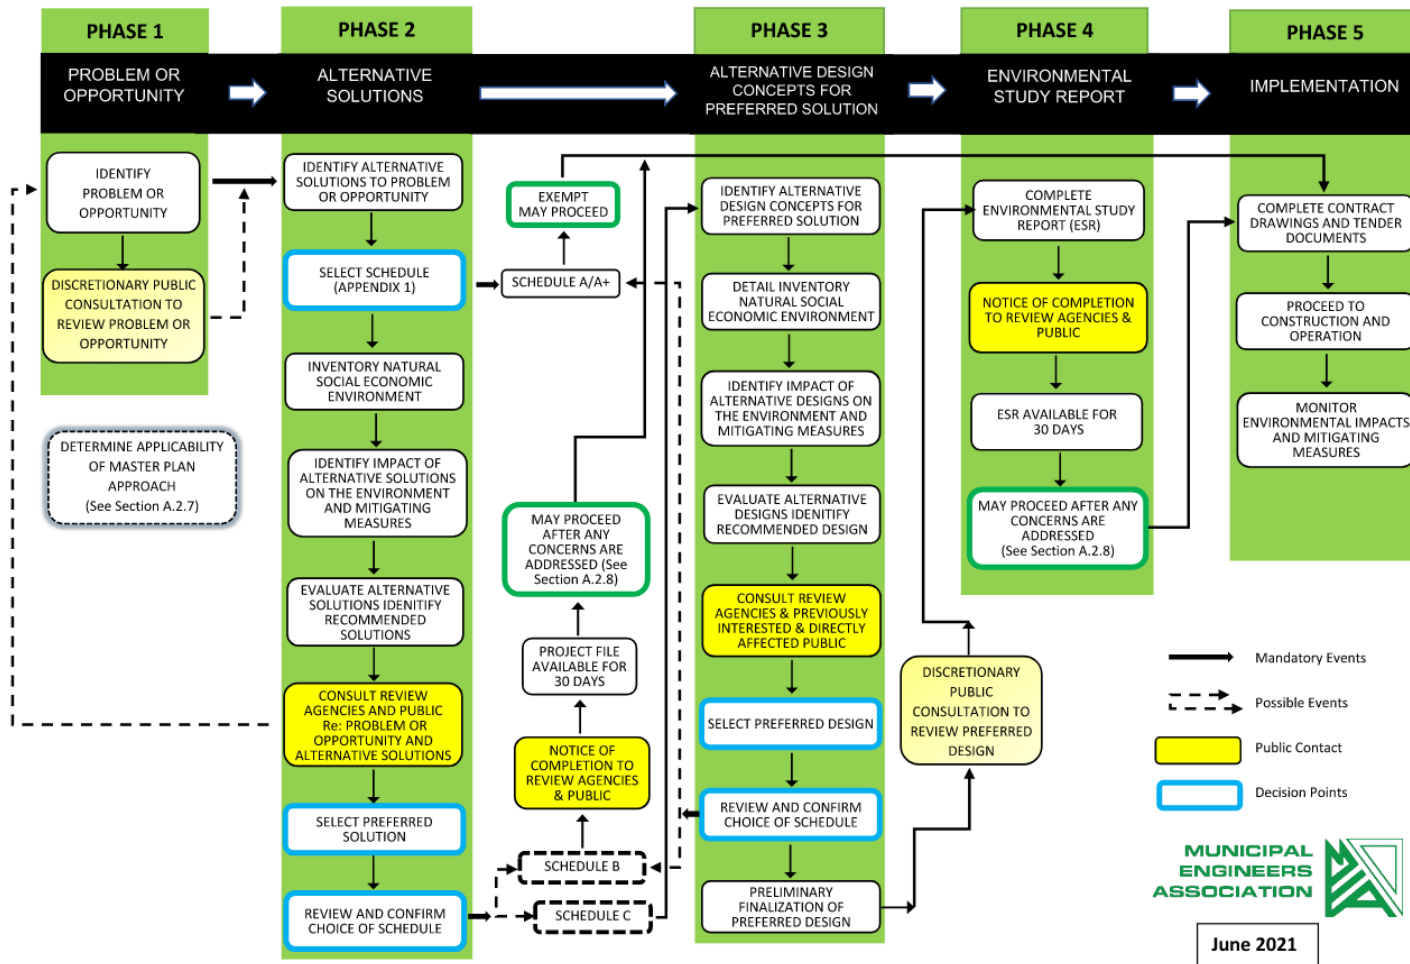 PHASE 1
PROBLEM OR
OPPORTUNITY
IDENTIFY
PROBLEM OR
OPPORTUNITY
DISCRETIONARY PUBLIC
CONSULTATION TO
REVIEW PROBLEM OR
OPPORTUNITY
DETERMINE APPLICABILITY
OF MASTER PLAN
APPROACH
(See Section A.2.7)
PHASE 2
ALTERNATIVE
SOLUTIONS
IDENTIFY ALTERNATIVE
SOLUTIONS TO PROBLEM
OR OPPORTUNITY
SELECT SCHEDULE
(APPENDIX 1)
INVENTORY NATURAL
SOCIAL ECONOMIC
ENVIRONMENT
IDENTIFY IMPACT OF
ALTERNATIVE SOLUTIONS
ON THE ENVIRONMENT
AND MITIGATING
MEASURES
EVALUATE ALTERNATIVE
SOLUTIONS IDENITIFY
RECOMMENDED
SOLUTIONS
CONSULT REVIEW
AGENCIES AND PUBLIC
Re: PROBLEM OR
OPPORTUNITY AND
ALTERNATIVE SOLUTIONS
SELECT PREFERRED
SOLUTION
REVIEW AND CONFIRM
CHOICE OF SCHEDULE
EXEMPT
MAY PROCEED
SCHEDULE A/A+
MAY PROCEED
AFTER ANY
CONCERNS ARE
ADDRESSED (See
Section A.2.8)
PROJECT FILE
AVAILABLE FOR
30 DAYS
NOTICE OF
COMPLETION TO
REVIEW AGENCIES
& PUBLIC
SCHEDULE B
SCHEDULE C
PHASE 3
ALTERNATIVE DESIGN
CONCEPTS FOR
PREFERRED SOLUTION
IDENTIFY ALTERNATIVE
DESIGN CONCEPTS FOR
PREFERRED SOLUTION
DETAIL INVENTORY
NATURAL SOCIAL
ECONOMIC ENVIRONMENT
IDENTIFY IMPACT OF
ALTERNATIVE DESIGNS ON
THE ENVIRONMENT AND
MITIGATING MEASURES
EVALUATE ALTERNATIVE
DESIGNS IDENTIFY
RECOMMENDED DESIGN
CONSULT REVIEW
AGENCIES & PREVIOUSLY
INTERESTED & DIRECTLY
AFFECTED PUBLIC
SELECT PREFERRED DESIGN
REVIEW AND CONFIRM
CHOICE OF SCHEDULE
PRELIMINARY
FINALIZATION OF
PREFERRED DESIGN
DISCRETIONARY
PUBLIC
CONSULTATION TO
REVIEW PREFERRED
DESIGN
PHASE 4
ENVIRONMENTAL
STUDY REPORT
COMPLETE
ENVIRONMENTAL STUDY
REPORT (ESR)
NOTICE OF COMPLETION
TO REVIEW AGENCIES &
PUBLIC
ESR AVAILABLE FOR
30 DAYS
MAY PROCEED AFTER ANY
CONCERNS ARE
ADDRESSED
(See Section A.2.8)
PHASE 5
IMPLEMENTATION
COMPLETE CONTRACT
DRAWINGS AND TENDER
DOCUMENTS
PROCEED TO
CONSTRUCTION AND
OPERATION
MONITOR
ENVIRONMENTAL IMPACTS
AND MITIGATING
MEASURES
Mandatory Events
Possible Events
Public Contact
Decision Points
MUNICIPAL
ENGINEERS
ASSOCIATION
June 2021